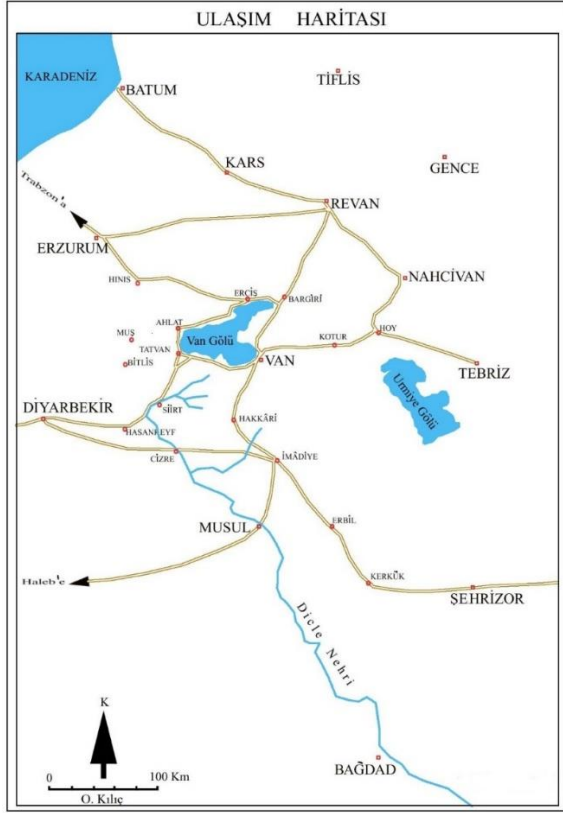 ULAŞIM HARİTASI
KARADENİZ
BATUM
TİFLİS
KARS
GENCE
Trabzon'a
REVAN
ERZURUM
NAHCİVAN
HINIS
ERCİŞ
BARGİRİ
AHLAT
MUŞ
Van Gölü
KOTUR
HOY
TATVAN
BİTLİS
VAN
TEBRİZ
Urmiye Gölü
DİYARBEKİR
SİİRT
HAKKÂRİ
HASANKEYF
CİZRE
İMÂDİYE
MUSUL
ERBİL
Haleb'e
KERKÜK
ŞEHRİZOR
Dicle Nehri
K
BAĞDAD
0 100 Km
O. Kılıç